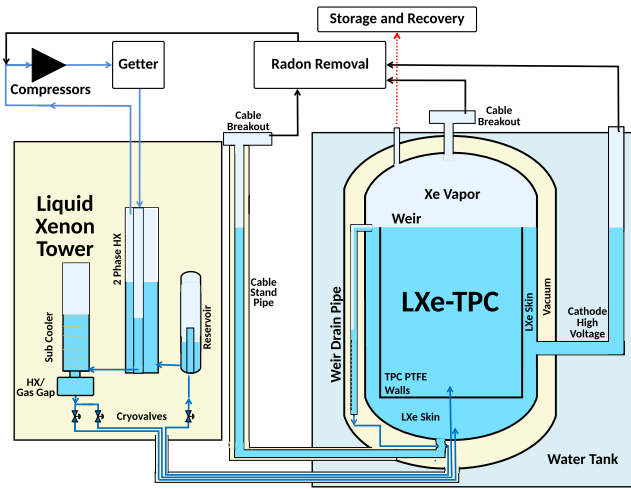 Storage and Recovery
Getter
Radon Removal
Compressors
Cable
Breakout
Cable
Breakout
Liquid
Xenon
Tower
2 Phase HX
Sub Cooler
Reservoir
HX/
Gas Gap
Cryovalves
Cable
Stand
Pipe
Xe Vapor
Weir
LXe-TPC
Weir Drain Pipe
LXe Skin
Vacuum
Cathode
High
Voltage
TPC PTFE
Walls
LXe Skin
Water Tank